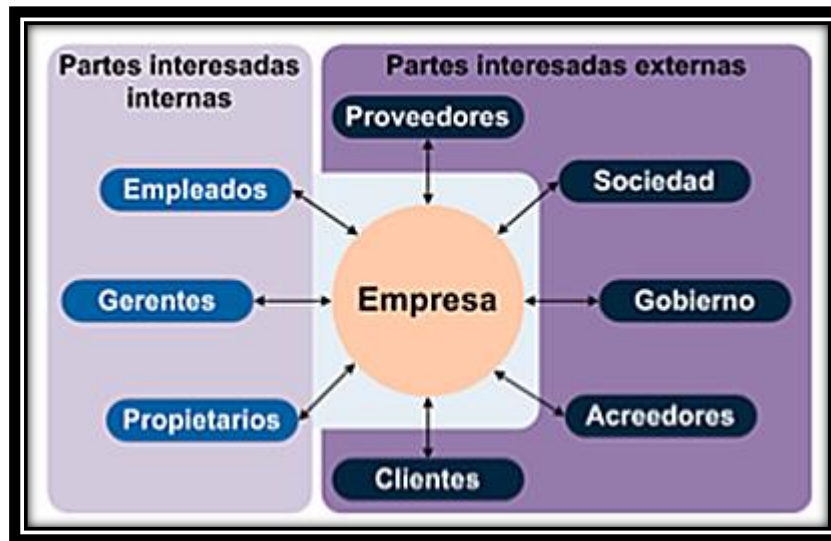 Partes interesadas
internas
Partes interesadas externas
Proveedores
Empleados
Sociedad
Gerentes
Empresa
Gobierno
Propietarios
Acreedores
Clientes